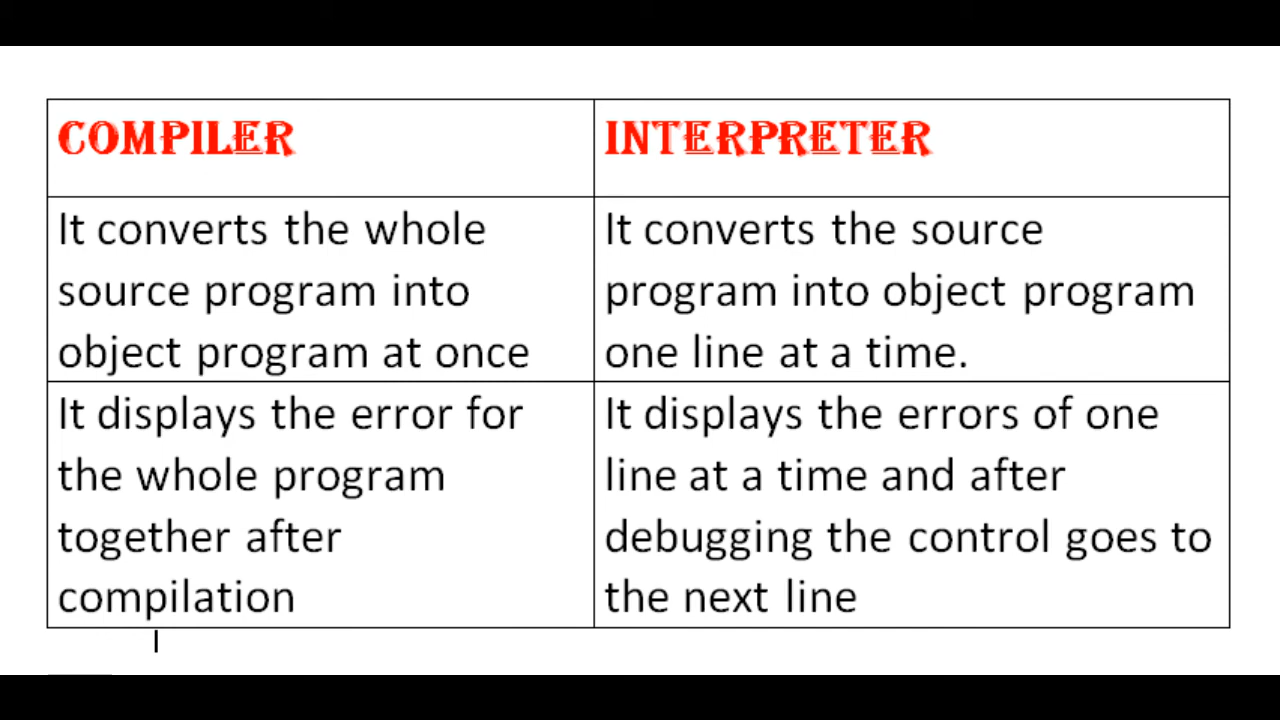 COMPILER
INTERPRETER
It converts the whole
source program into
object program at once
It converts the source
program into object program
one line at a time.
It displays the error for
the whole program
together after
compilation
It displays the errors of one
line at a time and after
debugging the control goes to
the next line